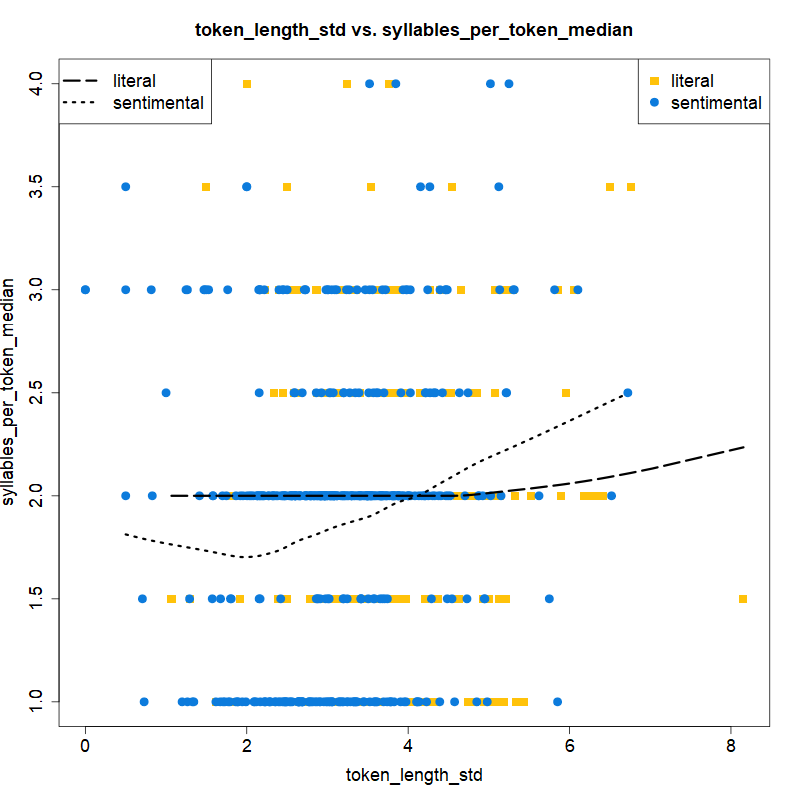 token_length_std vs. syllables_per_token_median
literal
sentimental
literal
sentimental
syllables_per_token_median
4.0
3.5
3.0
2.5
2.0
1.5
1.0
0 2 4 6 8
token_length_std